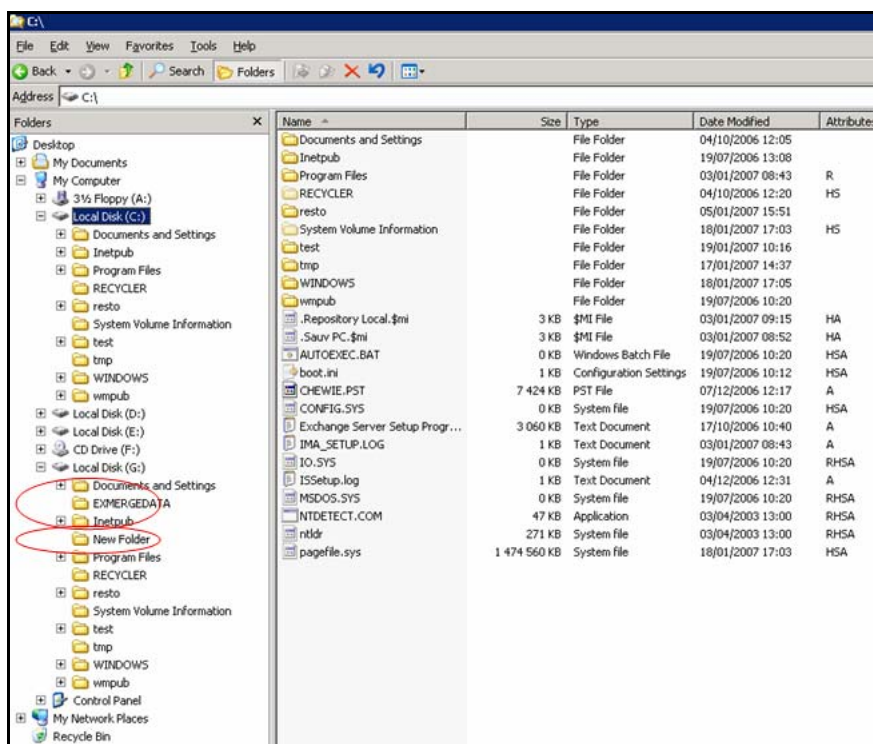 C:\
File Edit View Favorites Tools Help
Back Search Folders
Address C:\
Folders
Desktop
My Documents
My Computer
3½ Floppy (A:)
Local Disk (C:)
Documents and Settings
Inetpub
Program Files
RECYCLER
resto
System Volume Information
test
tmp
WINDOWS
wmpub
Local Disk (D:)
Local Disk (E:)
CD Drive (F:)
Local Disk (G:)
Documents and Settings
EXMERGEDATA
Inetpub
New Folder
Program Files
RECYCLER
resto
System Volume Information
test
tmp
WINDOWS
wmpub
Control Panel
My Network Places
Recycle Bin
Name Size Type Date Modified Attributes
Documents and Settings File Folder 04/10/2006 12:05
Inetpub File Folder 19/07/2006 13:08
Program Files File Folder 03/01/2007 08:43 R
RECYCLER File Folder 04/10/2006 12:20 HS
resto File Folder 05/01/2007 15:51
System Volume Information File Folder 18/01/2007 17:03 HS
test File Folder 19/01/2007 10:16
tmp File Folder 17/01/2007 14:37
WINDOWS File Folder 18/01/2007 17:05
wmpub File Folder 19/07/2006 10:20
.Repository Local.$mi 3 KB $MI File 03/01/2007 09:15 HA
.Sauv PC.$mi 3 KB $MI File 03/01/2007 08:52 HA
AUTOEXEC.BAT 0 KB Windows Batch File 19/07/2006 10:20 HSA
boot.ini 1 KB Configuration Settings 19/07/2006 10:12 HSA
CHEWIE.PST 7 424 KB PST File 07/12/2006 12:17 A
CONFIG.SYS 0 KB System file 19/07/2006 10:20 HSA
Exchange Server Setup Progr... 3 060 KB Text Document 17/10/2006 10:40 A
IMA_SETUP.LOG 1 KB Text Document 03/01/2007 08:43 A
IO.SYS 0 KB System file 19/07/2006 10:20 RHSA
ISSetup.log 1 KB Text Document 04/12/2006 12:31 A
MSDOS.SYS 0 KB System file 19/07/2006 10:20 RHSA
NTDETECT.COM 47 KB Application 03/04/2003 13:00 RHSA
ntldr 271 KB System file 03/04/2003 13:00 RHSA
pagefile.sys 1 474 560 KB System file 18/01/2007 17:03 HSA